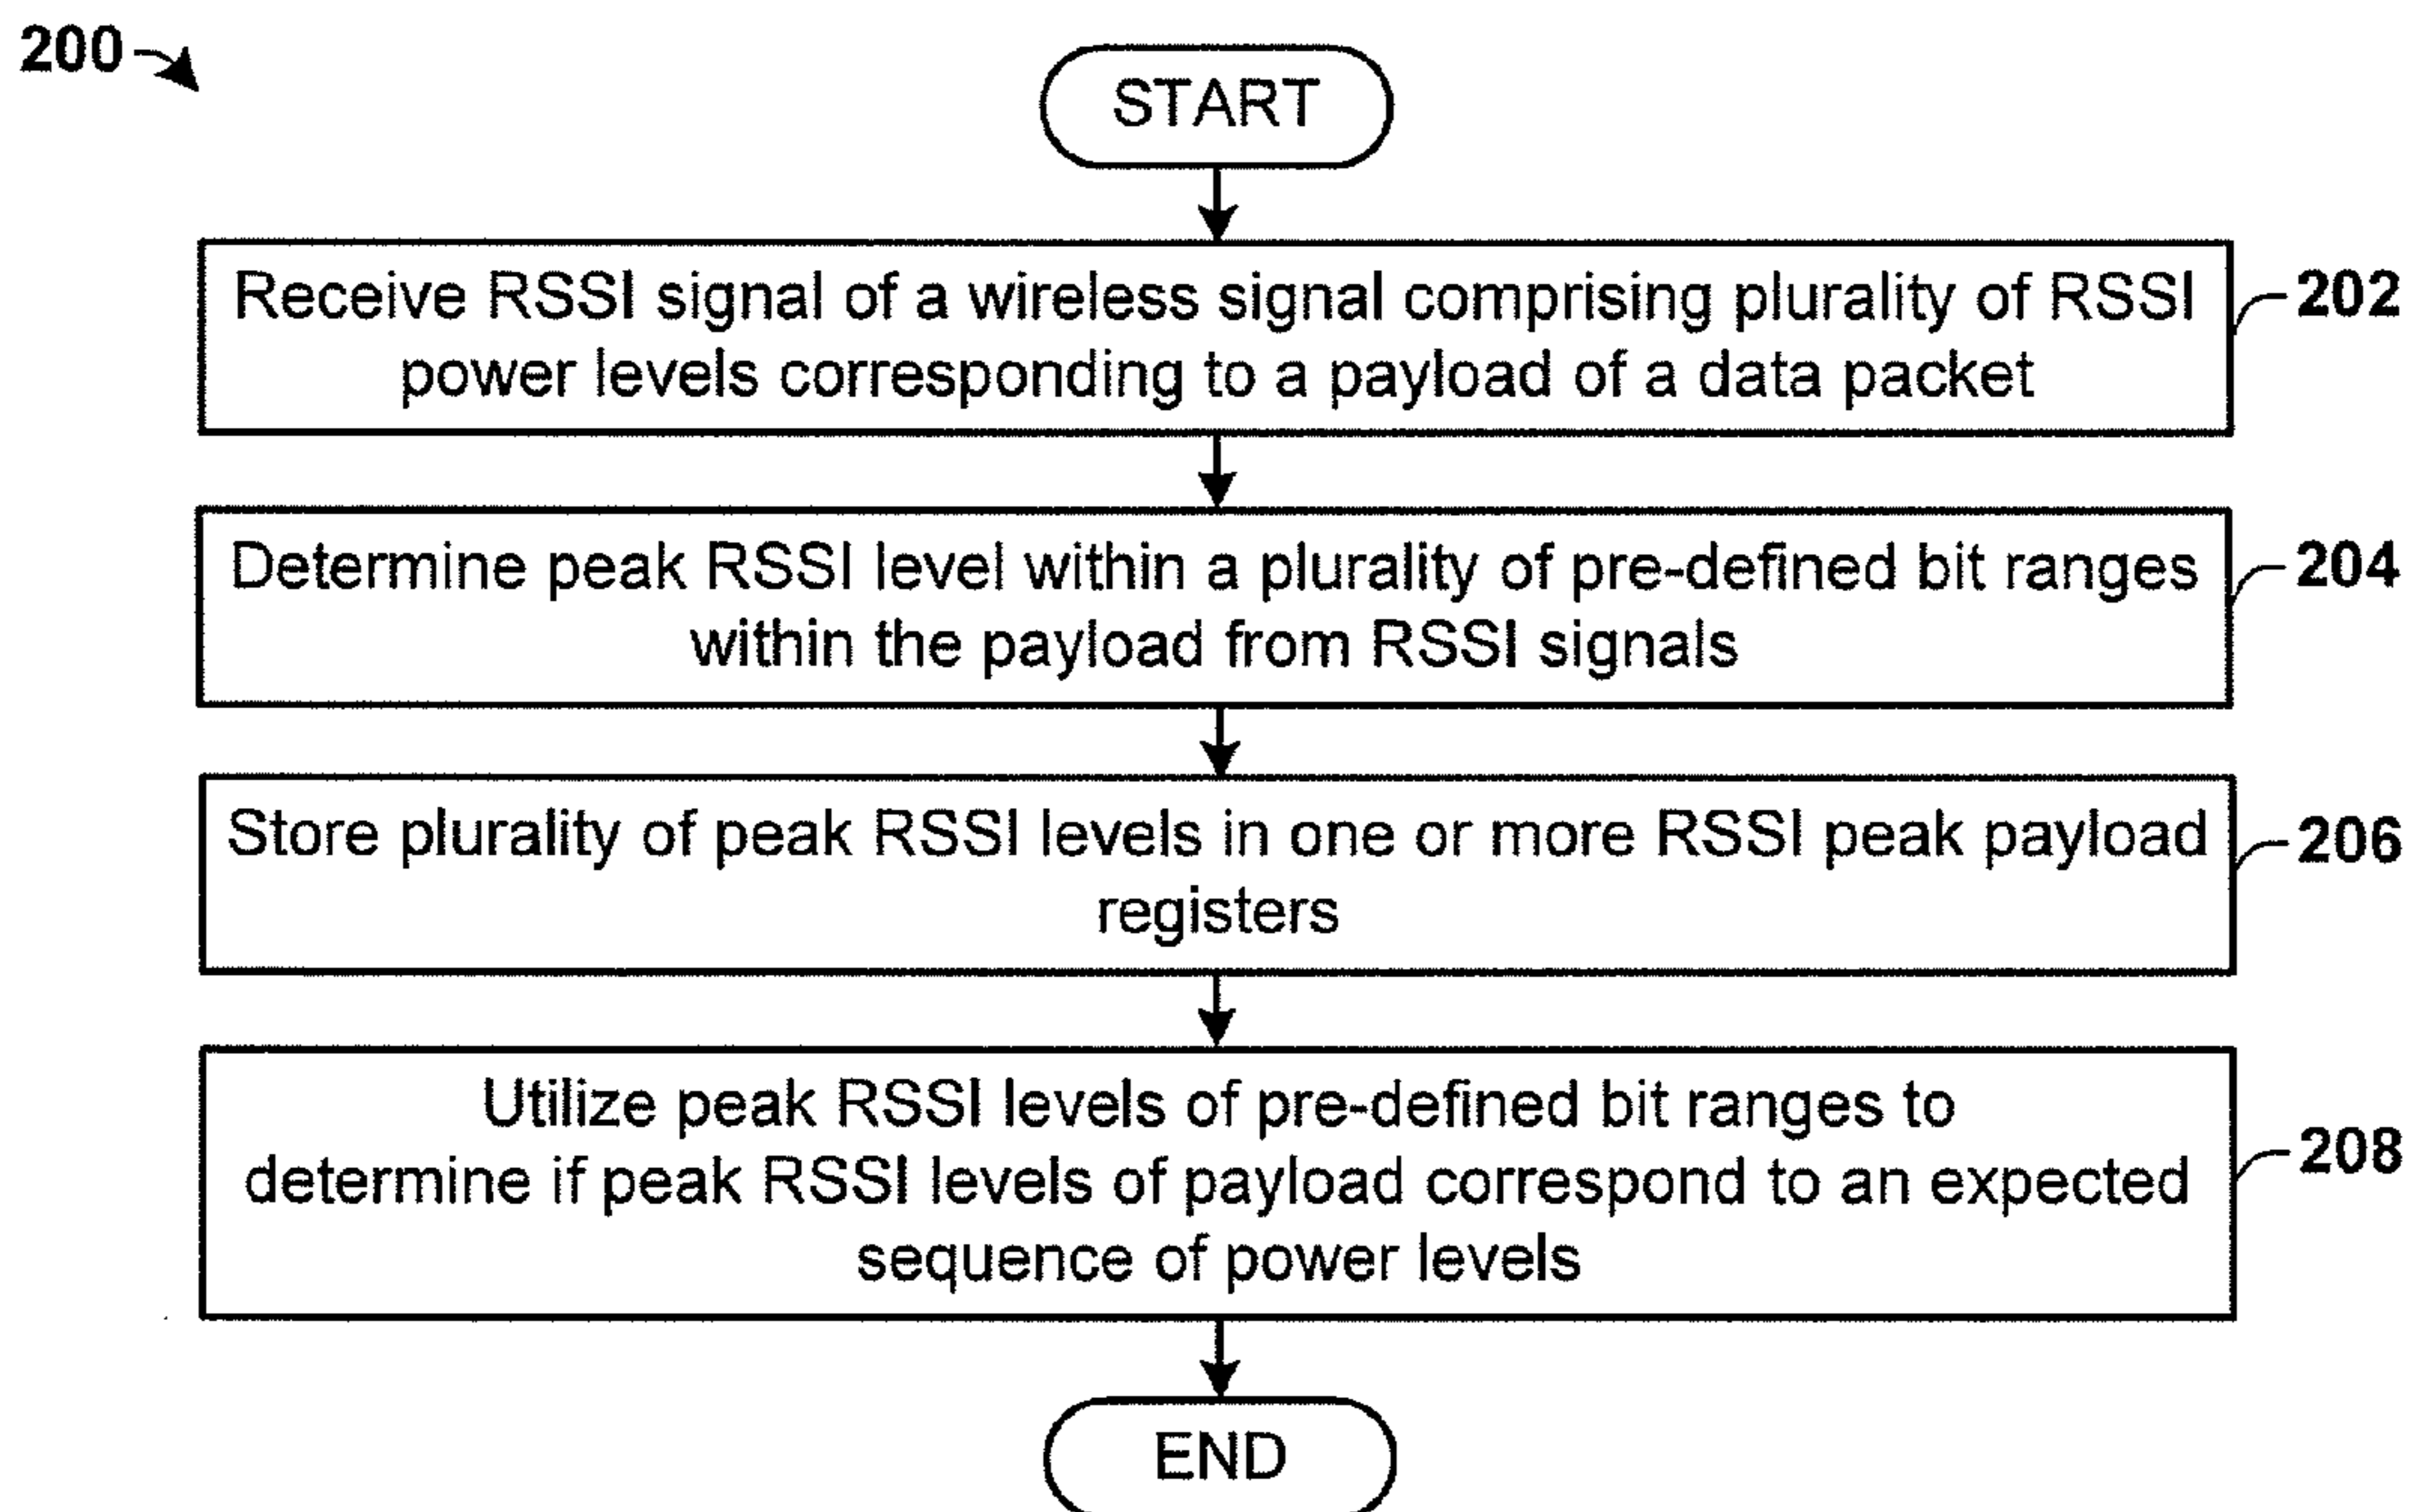 200
START
Receive RSSI signal of a wireless signal comprising plurality of RSSI
power levels corresponding to a payload of a data packet
202
Determine peak RSSI level within a plurality of pre-defined bit ranges
within the payload from RSSI signals
204
Store plurality of peak RSSI levels in one or more RSSI peak payload
registers
206
Utilize peak RSSI levels of pre-defined bit ranges to
determine if peak RSSI levels of payload correspond to an expected
sequence of power levels
208
END